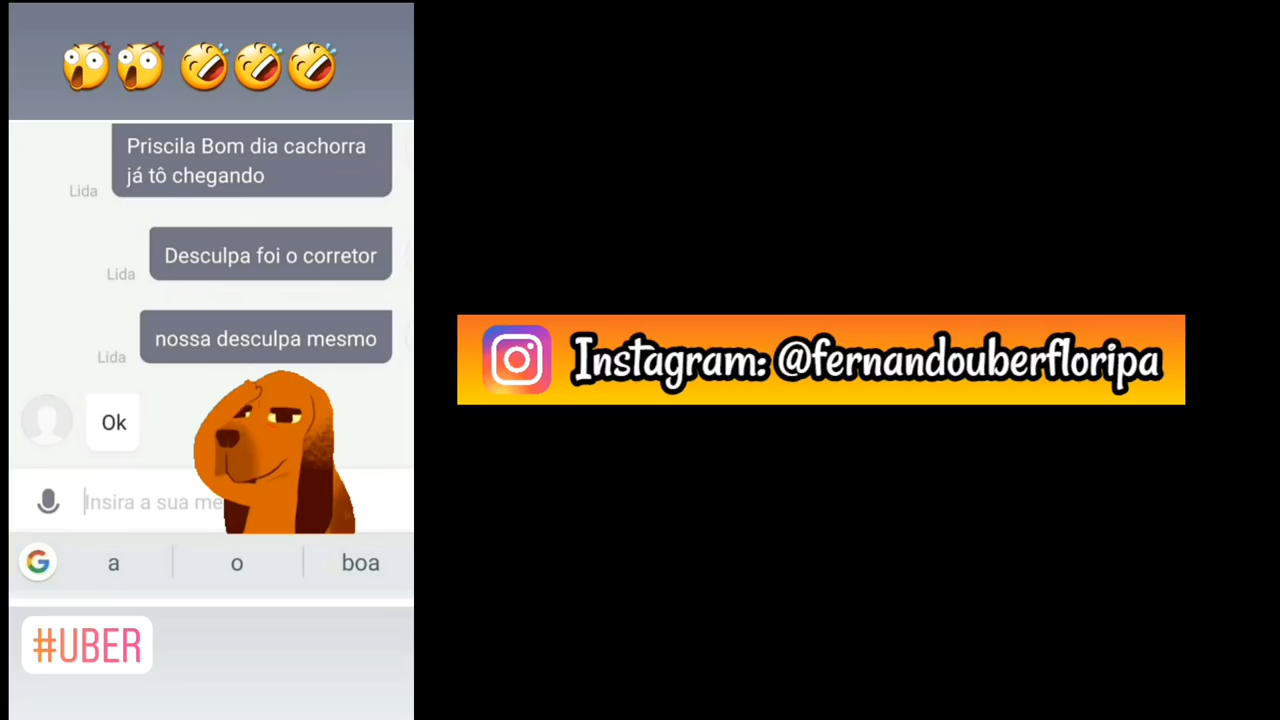 Priscila Bom dia cachorra
já tô chegando
Lida
Desculpa foi o corretor
Lida
nossa desculpa mesmo
Lida
Ok
Insira a sua me
G
a
o
boa
#UBER
Instagram: @fernandouberfloripa